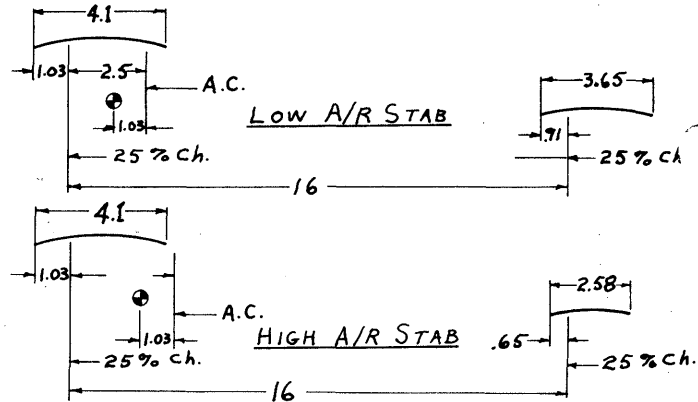 4.1
1.03 2.5
A.C.
3.65
1.03
LOW A/R STAB
.91
25 % Ch.
25 % Ch
16
4.1
1.03
2.58
A.C.
1.03
HIGH A/R STAB
.65
25 % Ch.
25 % Ch.
16